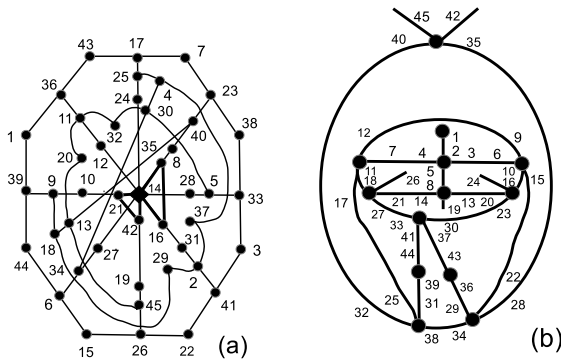 45 42
43 17 7 40 35
25 4
36 24 30 23
11 40 12 1 9
1 32 35 38 7 4 2 3 6
20 12 8 11 5 10
18 26 24 16 15
39 9 10 14 28 5 33 8
21 17 27 21 14 13 20 23
13 42 16 37 19
18 27 31 3 41 37 30
44 34 29 2 44 43
19 39 36 22
6 45 41 25 31 29 28
32
15 26 22 (a) 38 34 (b)